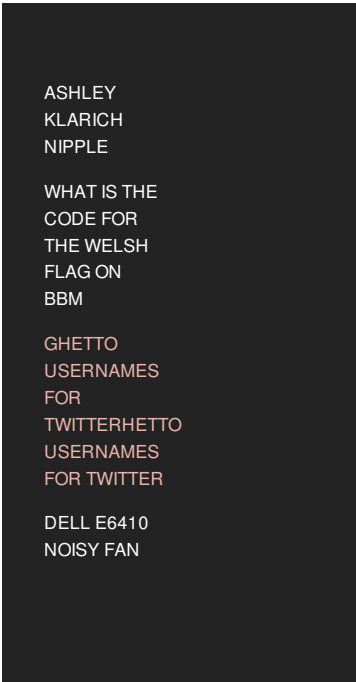 ASHLEY
KLARICH
NIPPLE
WHAT IS THE
CODE FOR
THE WELSH
FLAG ON
BBM
GHETTO
USERNAMES
FOR
TWITTERHETTO
USERNAMES
FOR TWITTER
DELL E6410
NOISY FAN